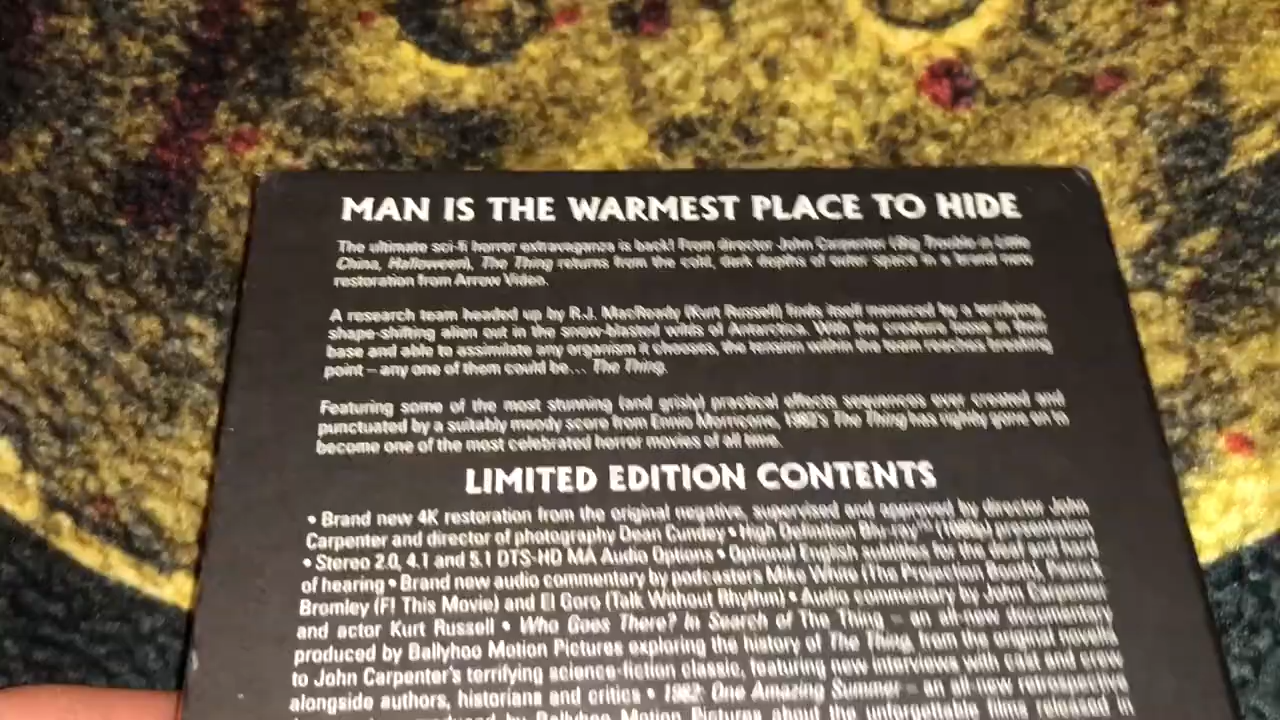 MAN IS THE WARMEST PLACE TO HIDE
The ultimate sci-fi horror extravaganza is back! From director John Carpenter (Big Trouble in Little
China, Halloween), The Thing returns from the cold, dark depths of outer space in a brand new
restoration from Arrow Video.
A research team headed up by R.J. MacReady (Kurt Russell) finds itself menaced by a terrifying,
shape-shifting alien out in the snow-blasted wilds of Antarctica. With the creature loose in their
base and able to assimilate any organism it chooses, the tension within the team reaches breaking
point – any one of them could be... The Thing.
Featuring some of the most stunning (and grisly) practical effects sequences ever created and
punctuated by a suitably moody score from Ennio Morricone, 1982's The Thing has rightly gone on to
become one of the most celebrated horror movies of all time.
LIMITED EDITION CONTENTS
• Brand new 4K restoration from the original negative, supervised and approved by director John
Carpenter and director of photography Dean Cundey • High Definition Blu-ray™ (1080p) presentation
• Stereo 2.0, 4.1 and 5.1 DTS-HD MA Audio Options • Optional English subtitles for the deaf and hard
of hearing • Brand new audio commentary by podcasters Mike White (The Projection Booth), Patrick
Bromley (F! This Movie) and El Goro (Talk Without Rhythm) • Audio commentary by John Carpenter
and actor Kurt Russell • Who Goes There? In Search of The Thing – an all-new documentary
produced by Ballyhoo Motion Pictures exploring the history of The Thing, from the original novella
to John Carpenter's terrifying science-fiction classic, featuring new interviews with cast and crew
alongside authors, historians and critics • 1982: One Amazing Summer – an all-new retrospective
produced by Ballyhoo Motion Pictures about the unforgettable films released in